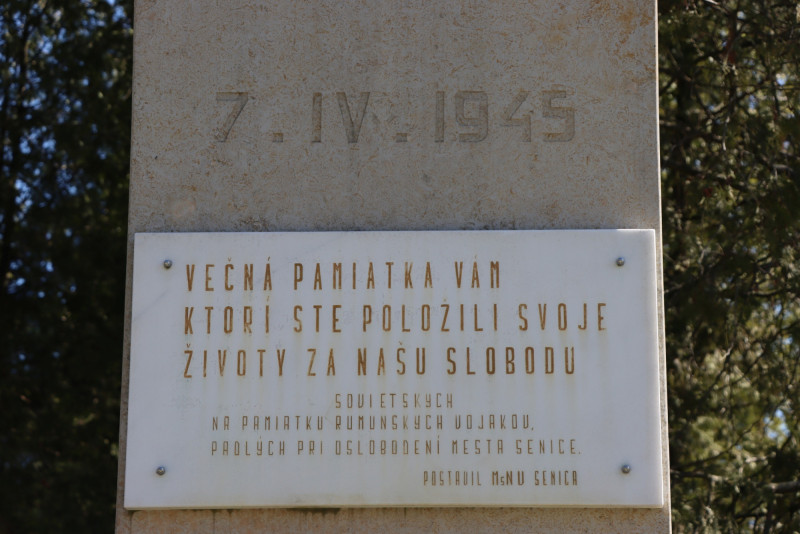 7. IV. 1945
VEČNÁ PAMIATKA VÁM
KTORÍ STE POLOŽILI SVOJE
ŽIVOTY ZA NAŠU SLOBODU
SOVIETSKÝCH
NA PAMIATKU RUMUNSKÝCH VOJAKOV,
PADLÝCH PRI OSLOBODENÍ MESTA SENICE.
POSTAVIL MsNV SENICA